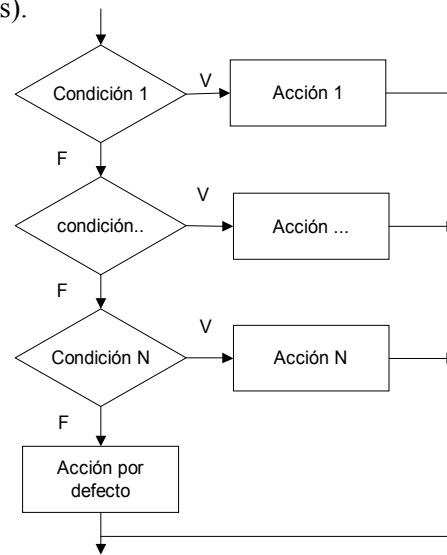 s).
Condición 1
V
Acción 1
F
condición..
V
Acción ...
F
Condición N
V
Acción N
F
Acción por
defecto